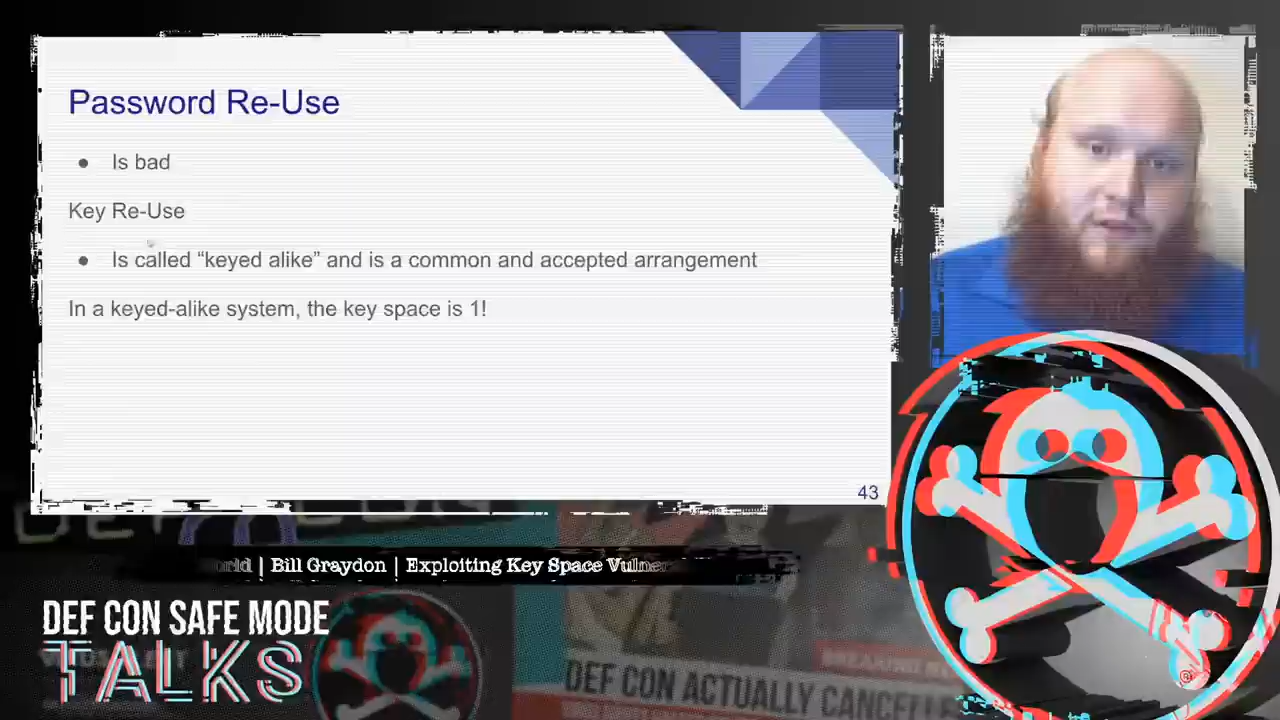 Password Re-Use
● Is bad
Key Re-Use
● Is called “keyed alike” and is a common and accepted arrangement
In a keyed-alike system, the key space is 1!
43
| Bill Graydon | Exploiting Key Space
DEF CON SAFE MODE
TALKS
DEF CON ACTUALLY